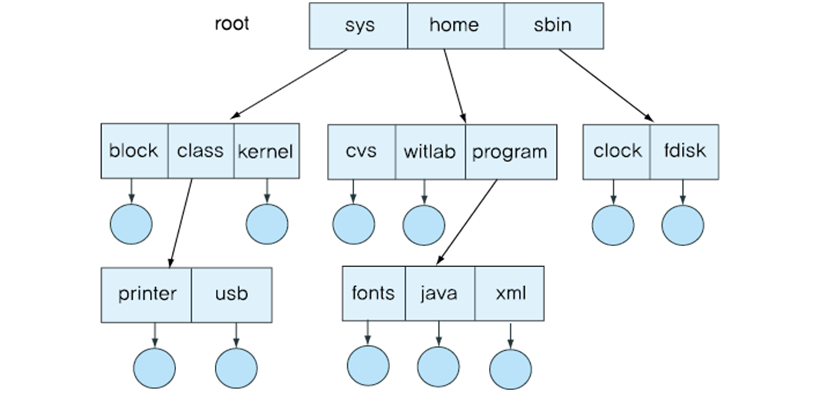 root sys home sbin
block class kernel cvs witlab program clock fdisk
printer usb fonts java xml